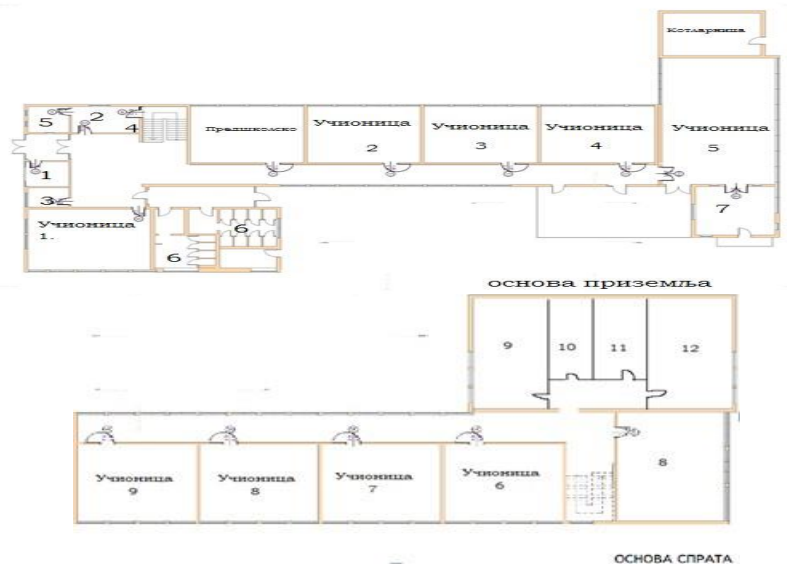 Котларница
5
2
4
Предшколско
Учионица
2
Учионица
3
Учионица
4
Учионица
5
1
3
Учионица
1.
6
6
7
основа приземља
9
10
11
12
Учионица
9
Учионица
8
Учионица
7
Учионица
6
8
ОСНОВА СПРАТА